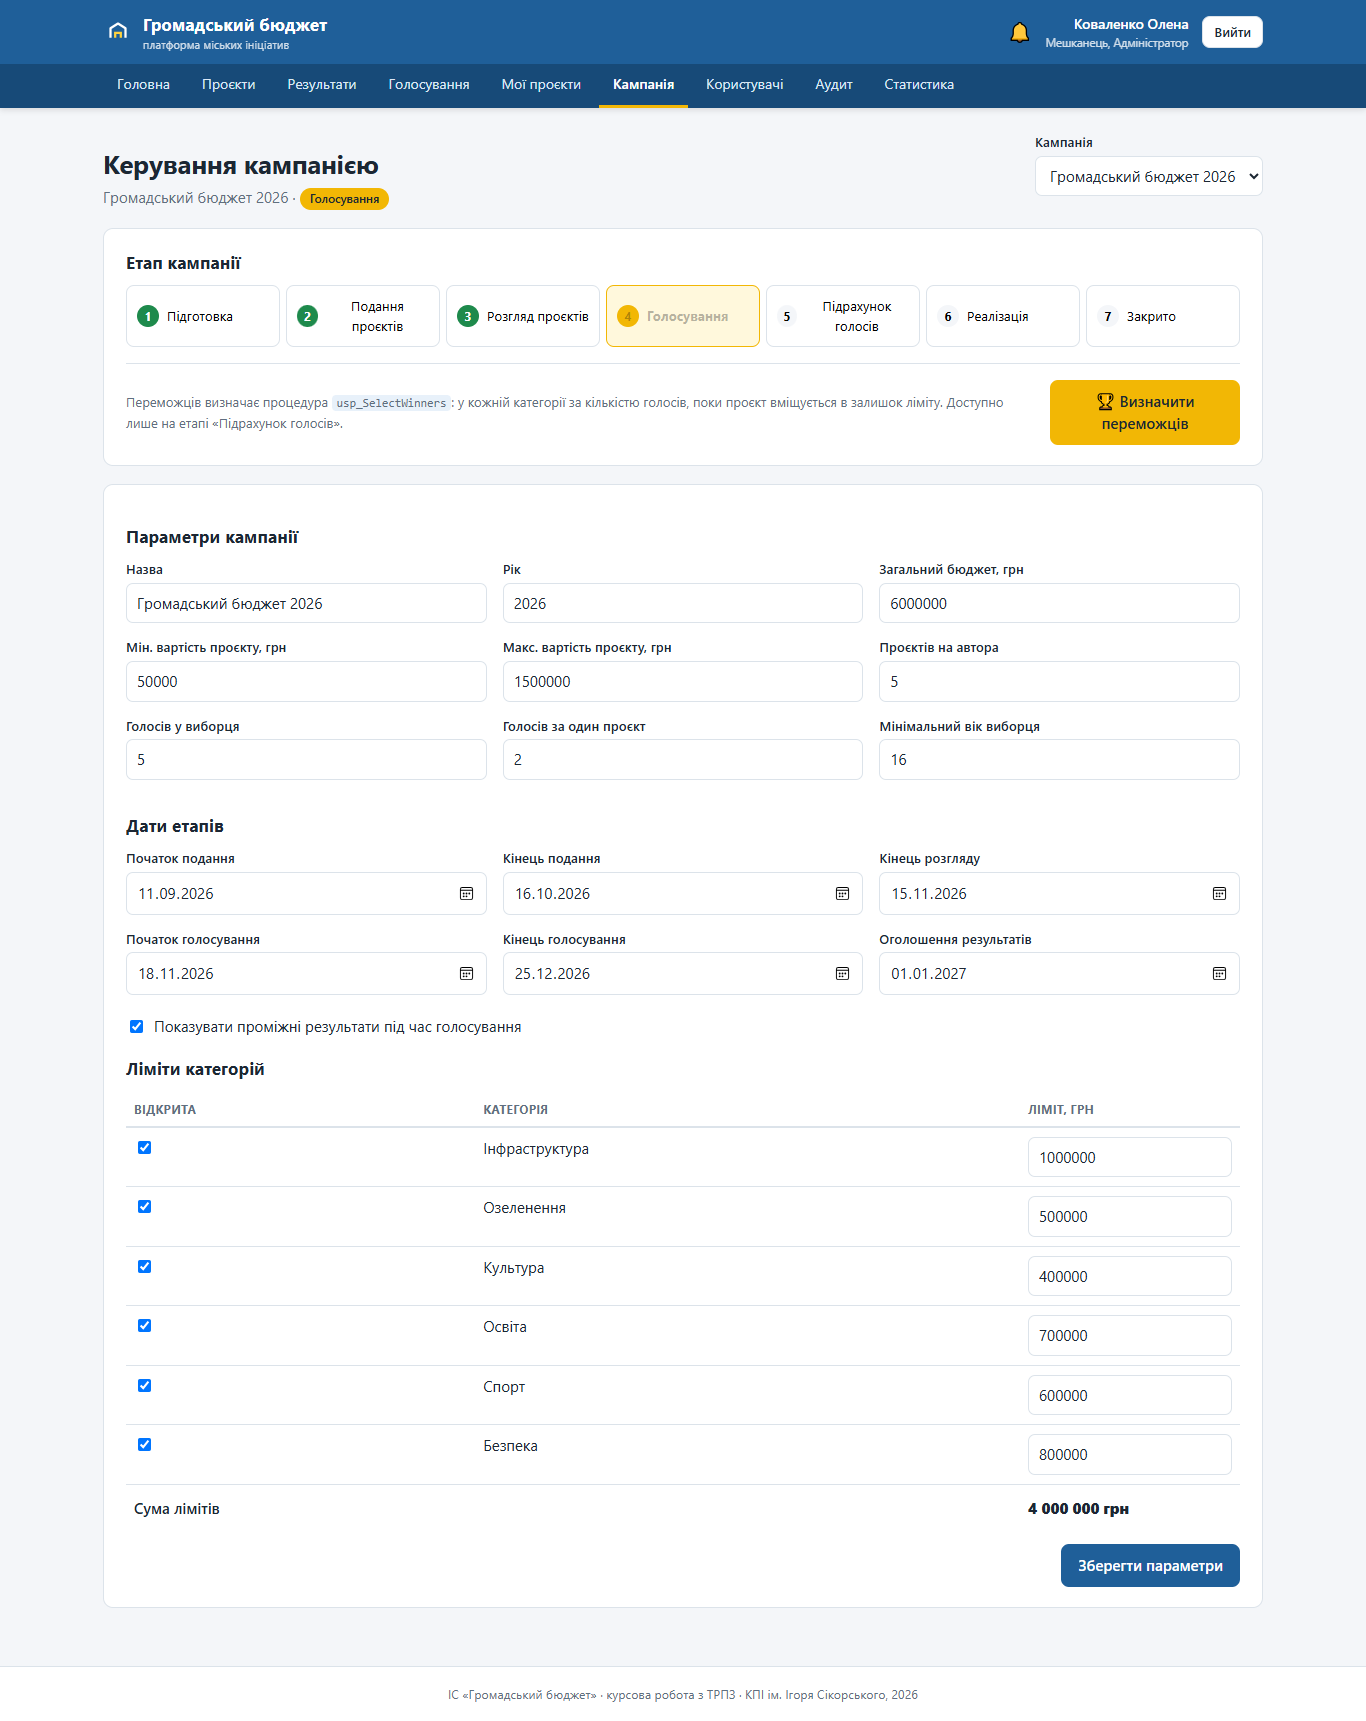 Громадський бюджет
платформа міських ініціатив
Коваленко Олена
Мешканець, Адміністратор
Вийти
Головна Проєкти Результати Голосування Мої проєкти Кампанія Користувачі Аудит Статистика
Керування кампанією
Громадський бюджет 2026 · Голосування
Кампанія
Громадський бюджет 2026
Етап кампанії
1 Підготовка
2 Подання проєктів
3 Розгляд проєктів
4 Голосування
5 Підрахунок голосів
6 Реалізація
7 Закрито
Переможців визначає процедура usp_SelectWinners: у кожній категорії за кількістю голосів, поки проєкт вміщується в залишок ліміту. Доступно
лише на етапі «Підрахунок голосів».
Визначити
переможців
Параметри кампанії
Назва Рік Загальний бюджет, грн
Громадський бюджет 2026 2026 6000000
Мін. вартість проєкту, грн Макс. вартість проєкту, грн Проєктів на автора
50000 1500000 5
Голосів у виборця Голосів за один проєкт Мінімальний вік виборця
5 2 16
Дати етапів
Початок подання Кінець подання Кінець розгляду
11.09.2026 16.10.2026 15.11.2026
Початок голосування Кінець голосування Оголошення результатів
18.11.2026 25.12.2026 01.01.2027
Показувати проміжні результати під час голосування
Ліміти категорій
ВІДКРИТА КАТЕГОРІЯ ЛІМІТ, ГРН
Інфраструктура 1000000
Озеленення 500000
Культура 400000
Освіта 700000
Спорт 600000
Безпека 800000
Сума лімітів 4 000 000 грн
Зберегти параметри
ІС «Громадський бюджет» · курсова робота з ТРПЗ · КПІ ім. Ігоря Сікорського, 2026